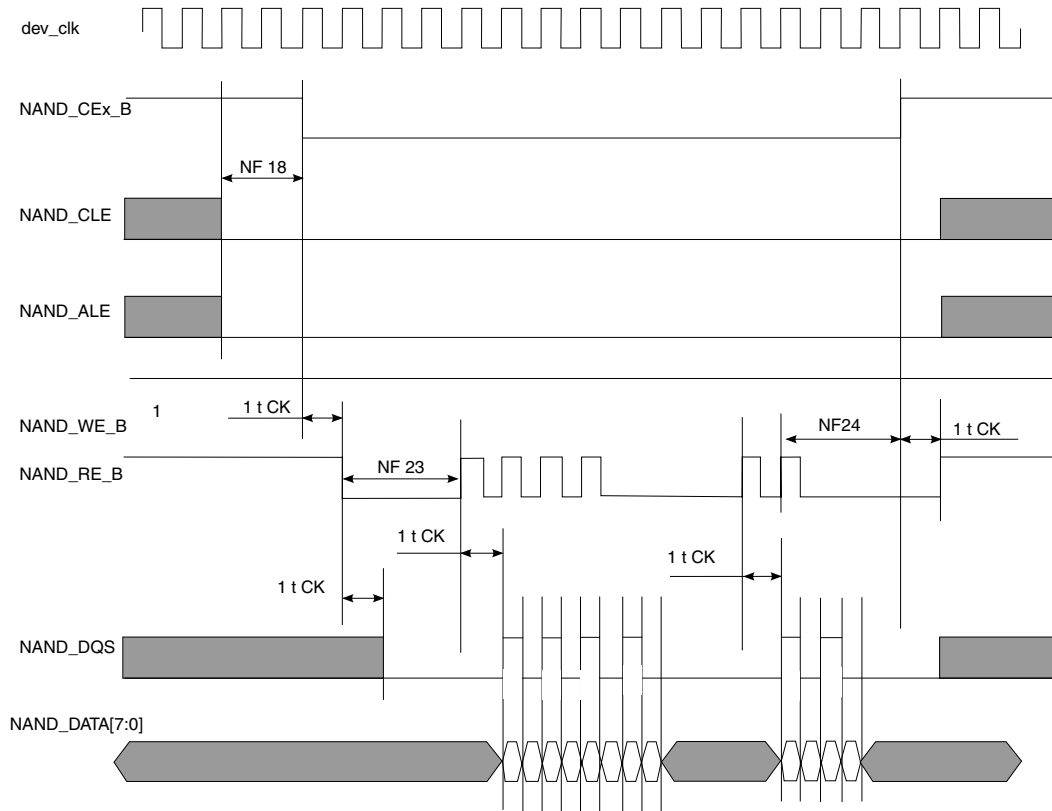 dev_clk
NAND_CEx_B
NF 18
NAND_CLE
NAND_ALE
1
1 t CK
NAND_WE_B
NF24
1 t CK
NF 23
NAND_RE_B
1 t CK
1 t CK
1 t CK
NAND_DQS
NAND_DATA[7:0]